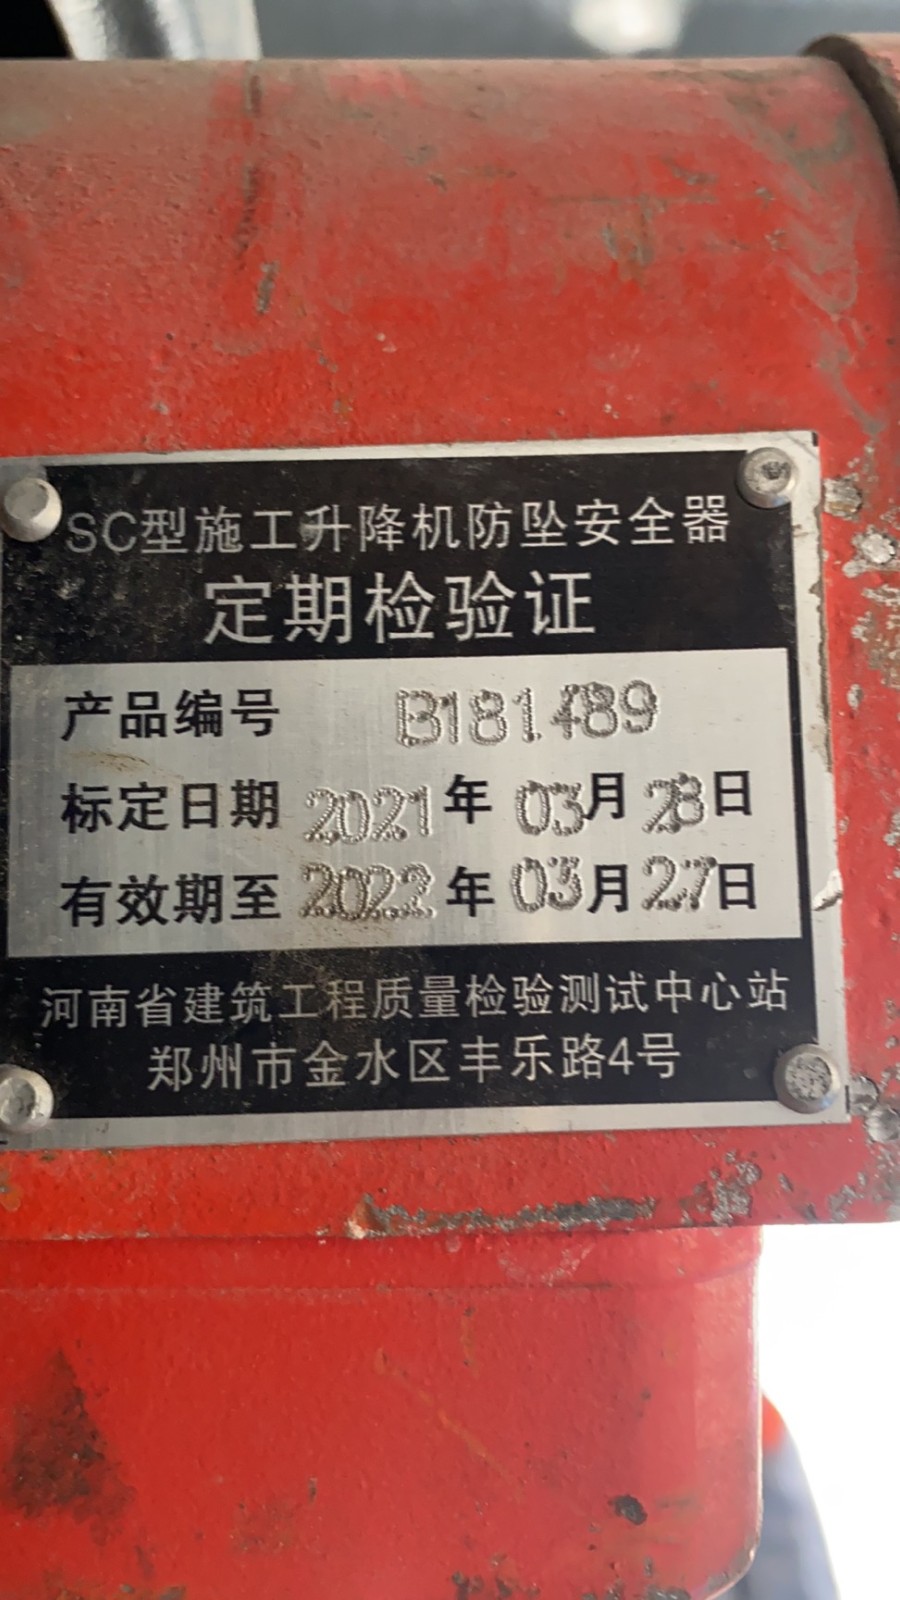 SC型施工升降机防坠安全器
定期检验证
产品编号 B181489
标定日期 2021年03月28日
有效期至 2022年03月27日
河南省建筑工程质量检验测试中心站
郑州市金水区丰乐路4号